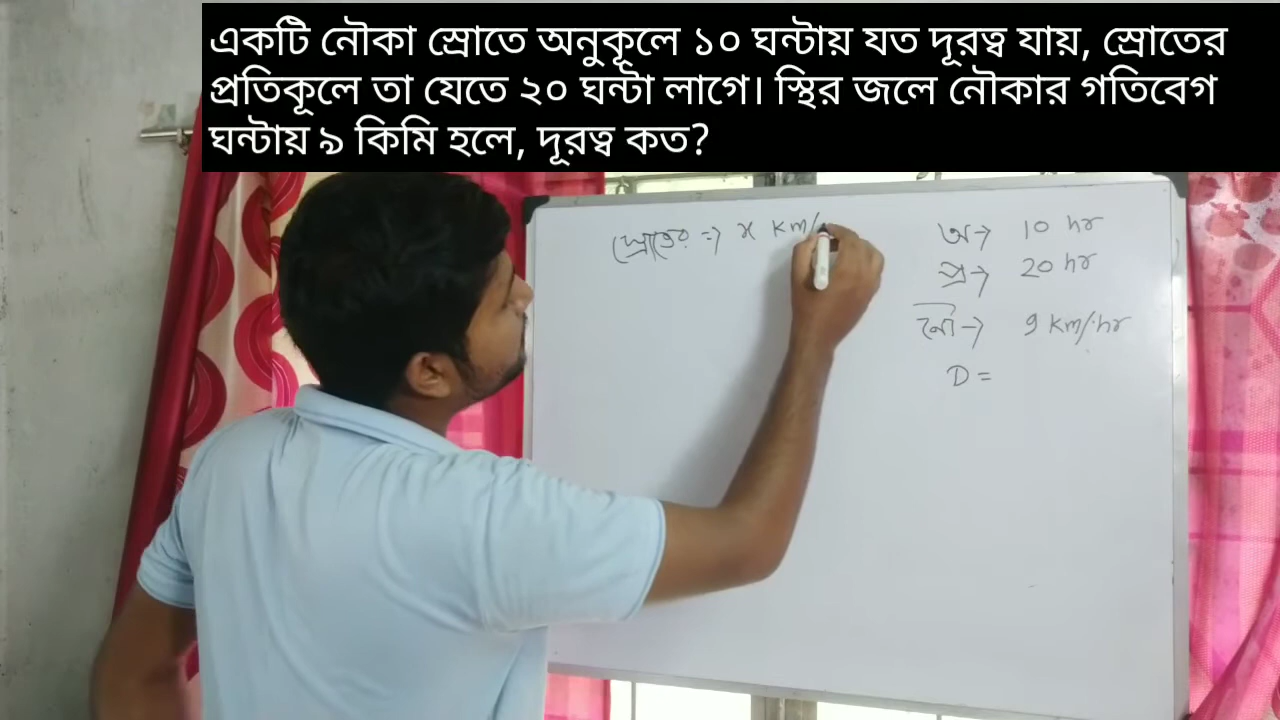 একটি নৌকা স্রোতে অনুকূলে ১০ ঘন্টায় যত দূরত্ব যায়, স্রোতের
প্রতিকূলে তা যেতে ২০ ঘন্টা লাগে। স্থির জলে নৌকার গতিবেগ
ঘন্টায় ৯ কিমি হলে, দূরত্ব কত?
স্রোতের ⇒ x km/
অ→ 10 hr
প্র→ 20 hr
নৌ→ 9 km/hr
D =